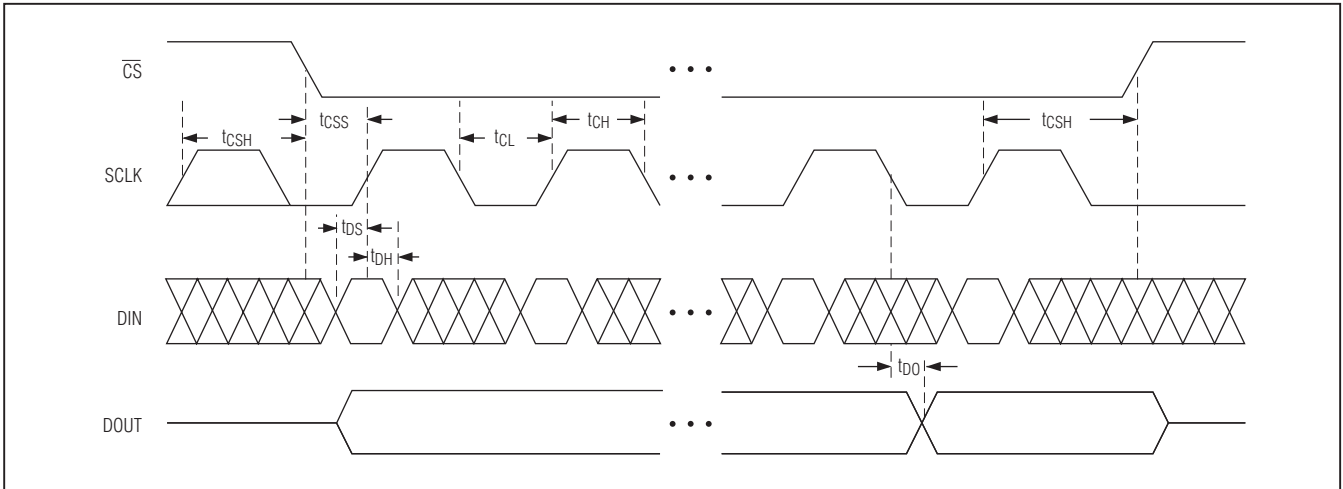 CS
tCSH
tCSS
tCL
tCH
tCSH
SCLK
tDS
tDH
DIN
tDO
DOUT